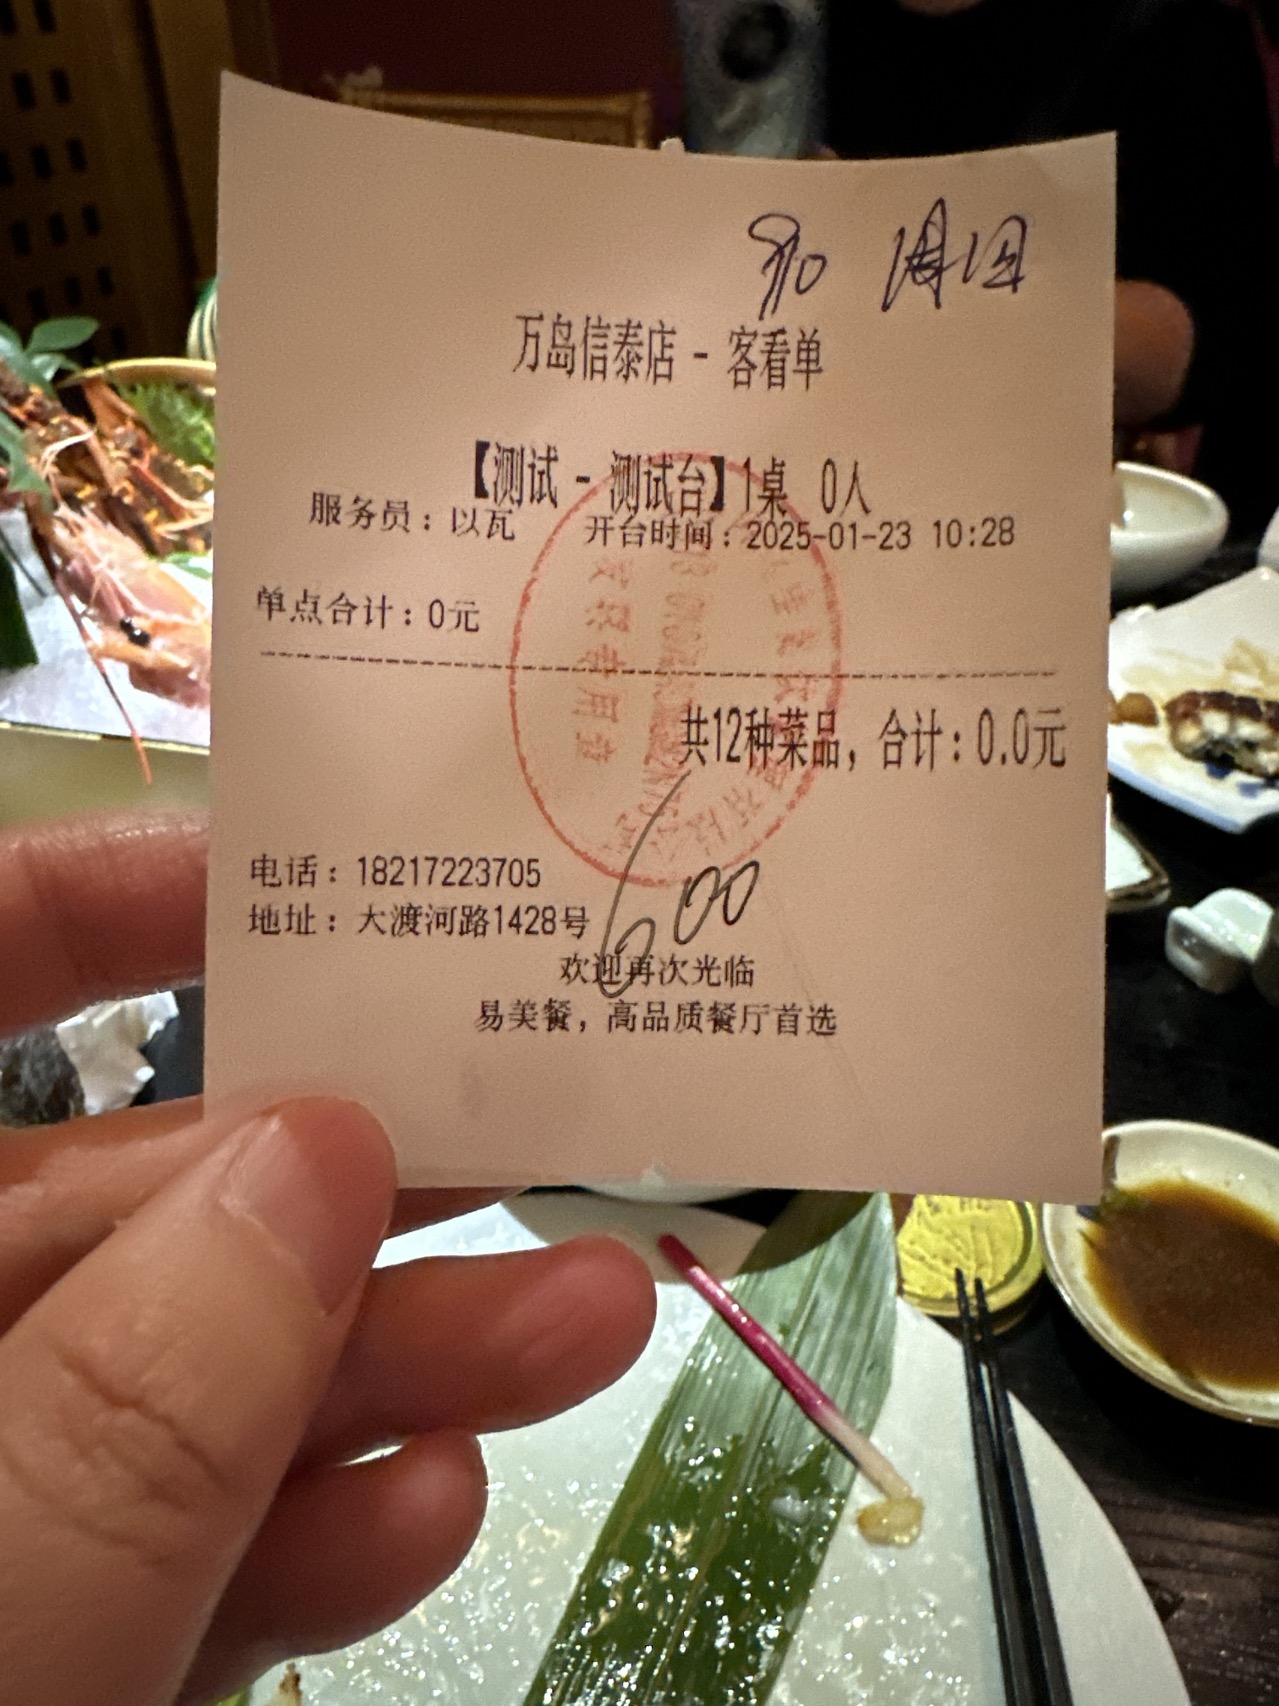 万岛信泰店 - 客看单
【测试 - 测试台】1桌 0人
服务员：以瓦 开台时间：2025-01-23 10:28
单点合计：0元
共12种菜品，合计：0.0元
600
电话：18217223705
地址：大渡河路1428号
欢迎再次光临
易美餐，高品质餐厅首选